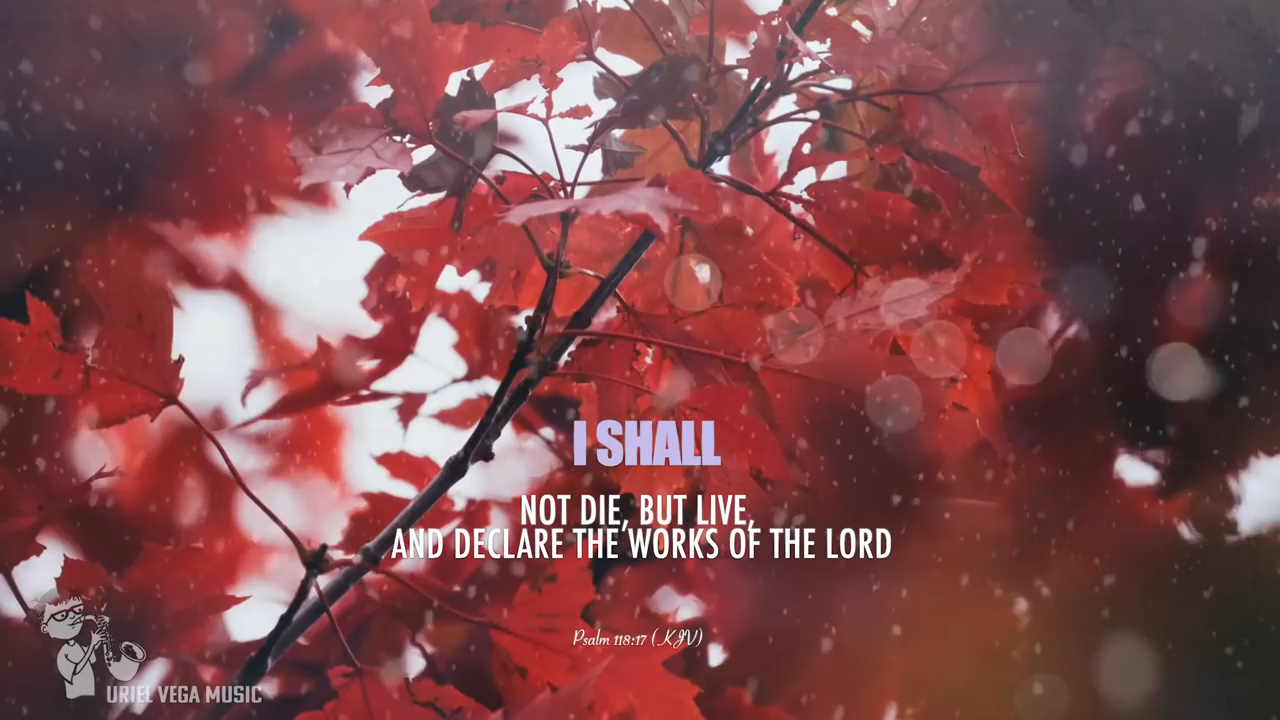 I SHALL
NOT DIE, BUT LIVE,
AND DECLARE THE WORKS OF THE LORD
Psalm 118:17 (KJV)
URIEL VEGA MUSIC